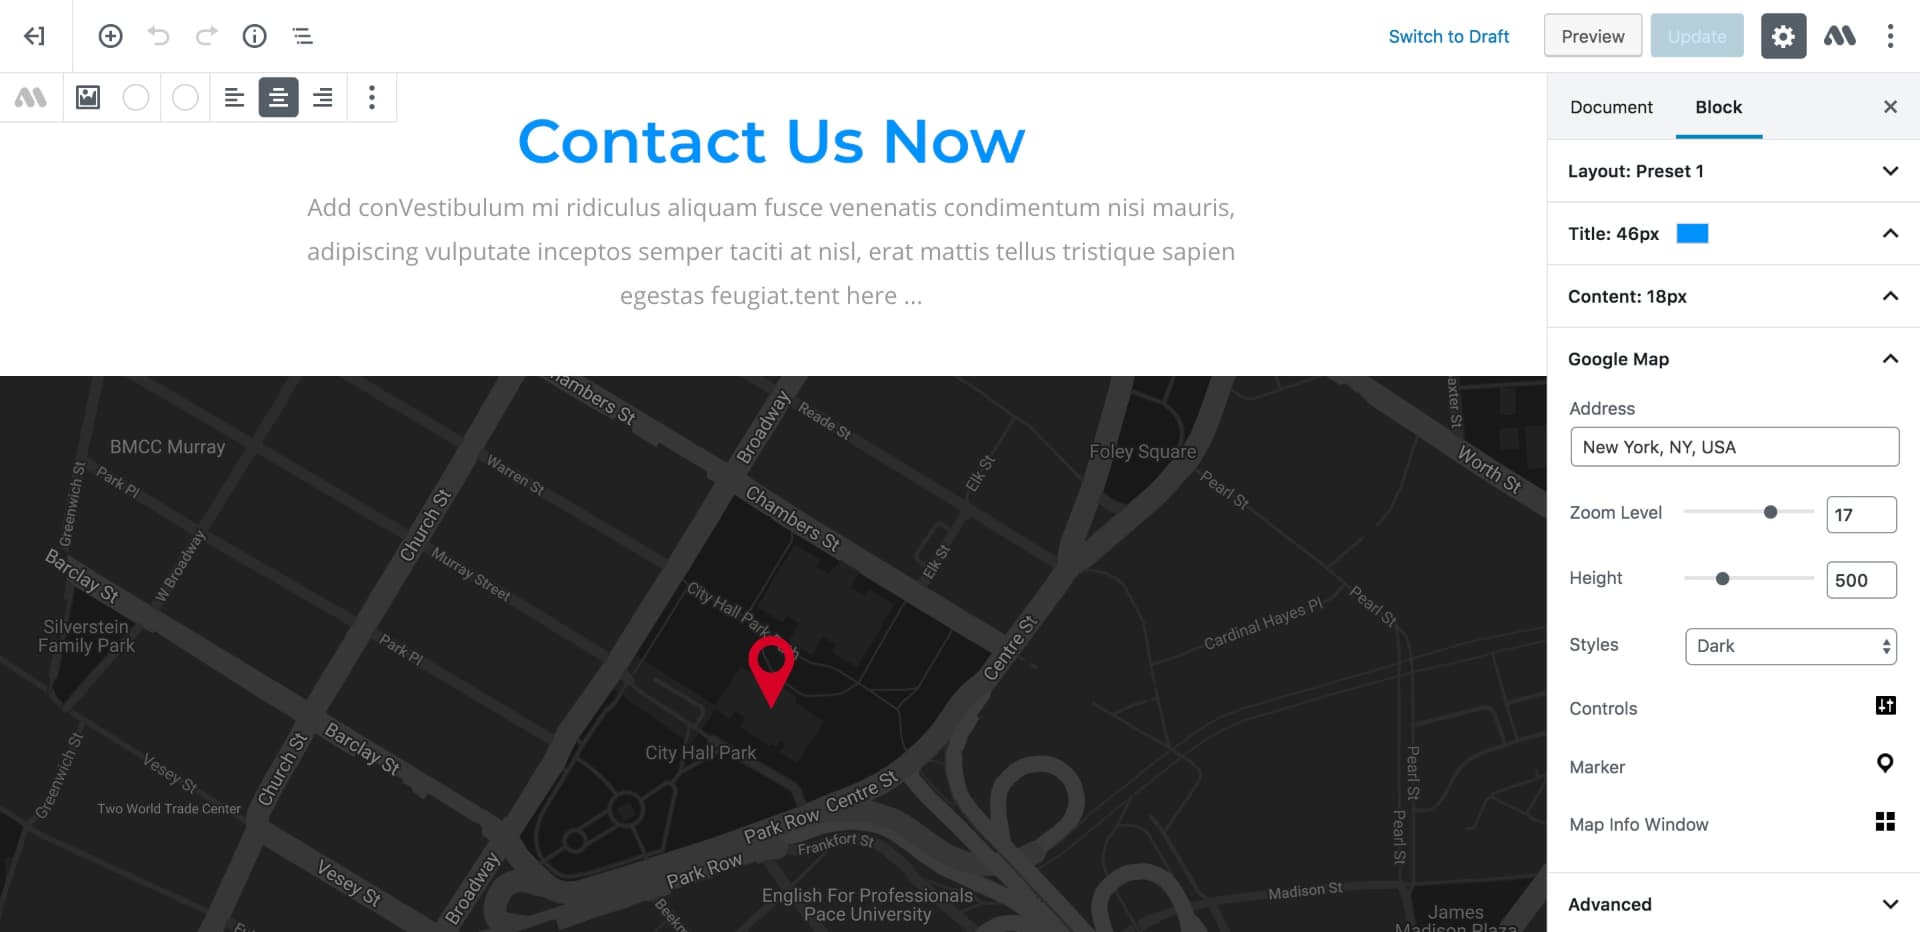 Switch to Draft
Preview
Update
Document
Block
Contact Us Now
Add conVestibulum mi ridiculus aliquam fusce venenatis condimentum nisi mauris,
adipiscing vulputate inceptos semper taciti at nisl, erat mattis tellus tristique sapien
egestas feugiat.tent here ...
Layout: Preset 1
Title: 46px
Content: 18px
Google Map
Address
New York, NY, USA
Zoom Level
17
Height
500
Styles
Dark
Controls
Marker
Map Info Window
Advanced
Chambers St
Broadway
Reade St
BMCC Murray
Foley Square
Worth St
Greenwich St
Park Pl
Warren St
Church St
Elk St
Pearl St
Chambers St
Barclay St
W Broadway
Murray Street
Elk St
City Hall Park
Cardinal Hayes Pl
Pearl St
Silverstein
Family Park
Park Pl
Centre St
Church St
Barclay St
City Hall Park
Greenwich St
Vesey St
Two World Trade Center
Pearl St
Centre St
Park Row
Frankfort St
Pearl St
Park Row
Vesey St
Broadway
English For Professionals
Pace University
Madison St
James
Madison Plaza